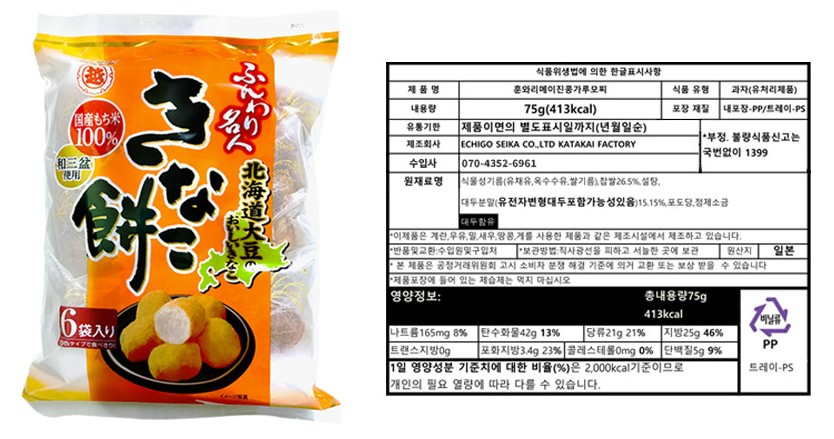 越
ふんわり名人
国産もち米
100%
和三盆
使用
きなこ餅
北海道大豆の
おいしいきなこ
6袋入り
食べきり!
식품위생법에 의한 한글표시사항
제 품 명 훈와리메이진콩가루모찌 식품 유형 과자(유처리제품)
내용량 75g(413kcal) 포장 재질 내포장-PP/트레이-PS
유통기한 제품이면의 별도표시일까지(년월일순)
*부정. 불량식품신고는
국번없이 1399
제조회사 ECHIGO SEIKA CO.,LTD KATAKAI FACTORY
수입사 070-4352-6961
원재료명 식물성기름(유채유,옥수수유,쌀기름),찹쌀26.5%,설탕,
대두분말(유전자변형대두포함가능성있음)15.15%,포도당,정제소금
대두함유
*이제품은 계란,우유,밀,새우,땅콩,게를 사용한 제품과 같은 제조시설에서 제조하고 있습니다.
*반품및교환:수입원및구입처 *보관방법:직사광선을 피하고 서늘한 곳에 보관 원산지 일본
* 본 제품은 공정거래위원회 고시 소비자 분쟁 해결 기준에 의거 교환 또는 보상 받을 수 있습니다
*제품포장에 들어 있는 제습제는 먹지 마십시오
영양정보: 총내용량75g
413kcal
나트륨165mg 8% 탄수화물42g 13% 당류21g 21% 지방25g 46%
트랜스지방0g 포화지방3.4g 23% 콜레스테롤0mg 0% 단백질5g 9%
1일 영양성분 기준치에 대한 비율(%)은 2,000kcal기준이므로
개인의 필요 열량에 따라 다를 수 있습니다.
비닐류
PP
트레이-PS